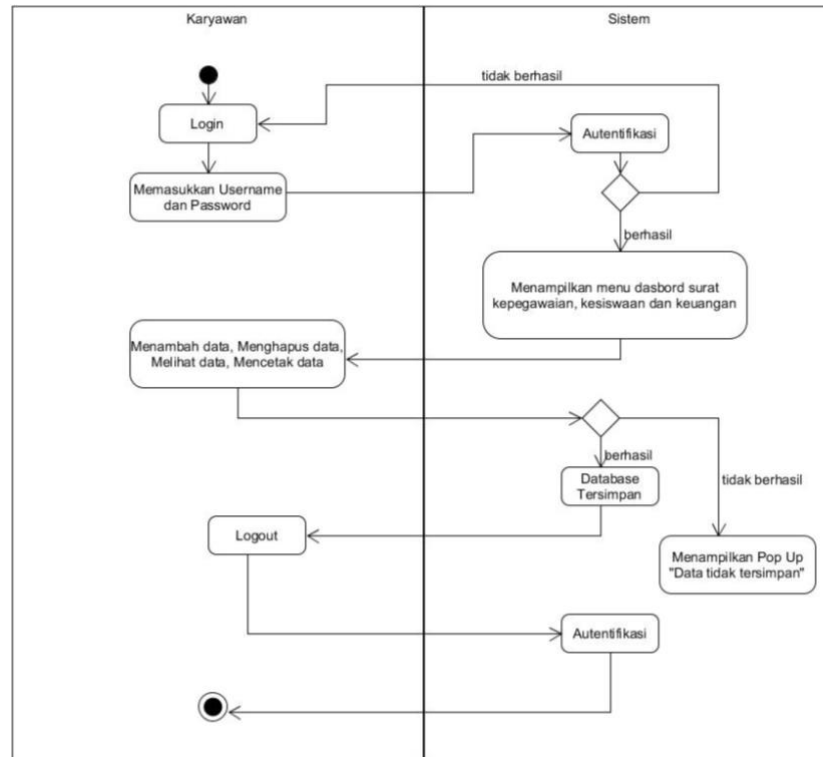 Karyawan
Sistem
tidak berhasil
Login
Autentifikasi
Memasukkan Username
dan Password
berhasil
Menampilkan menu dasbord surat
kepegawaian, kesiswaan dan keuangan
Menambah data, Menghapus data,
Melihat data, Mencetak data
berhasil
tidak berhasil
Database
Tersimpan
Logout
Menampilkan Pop Up
"Data tidak tersimpan"
Autentifikasi